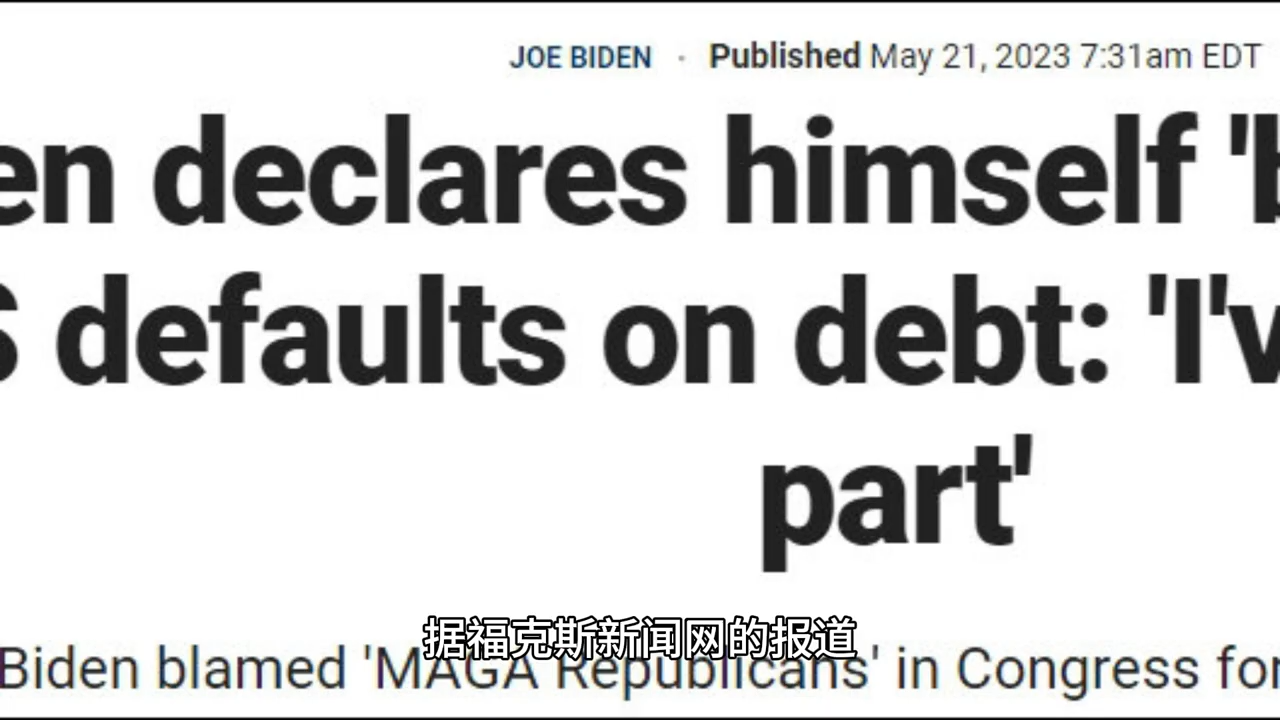 JOE BIDEN · Published May 21, 2023 7:31am EDT
en declares himself 'b
S defaults on debt: 'I'v
part'
据福克斯新闻网的报道
Biden blamed 'MAGA Republicans' in Congress for